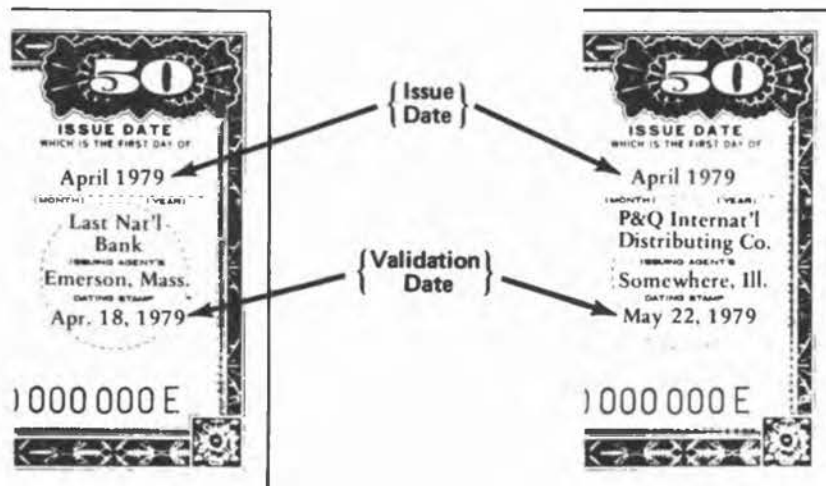 50
ISSUE DATE
WHICH IS THE FIRST DAY OF
April 1979
(MONTH) (YEAR)
Last Nat'l
Bank
ISSUING AGENT'S
Emerson, Mass.
DATING STAMP
Apr. 18, 1979
000 000 E
{Issue
Date}
{Validation
Date}
50
ISSUE DATE
WHICH IS THE FIRST DAY OF
April 1979
(MONTH) (YEAR)
P&Q Internat'l
Distributing Co.
ISSUING AGENT'S
Somewhere, Ill.
DATING STAMP
May 22, 1979
000 000 E